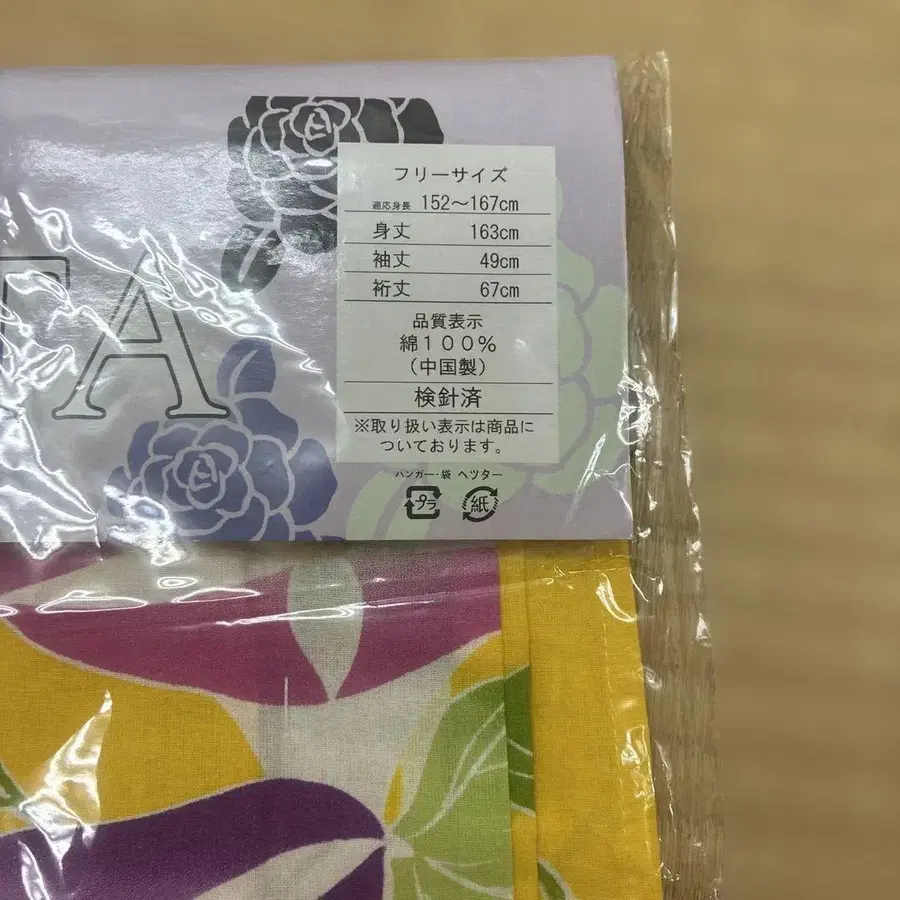 TA
フリーサイズ
適応身長 152～167cm
身丈 163cm
袖丈 49cm
裄丈 67cm
品質表示
綿１００％
（中国製）
検針済
※取り扱い表示は商品に
ついております。
ハンガー・袋 ヘツター
プラ 紙